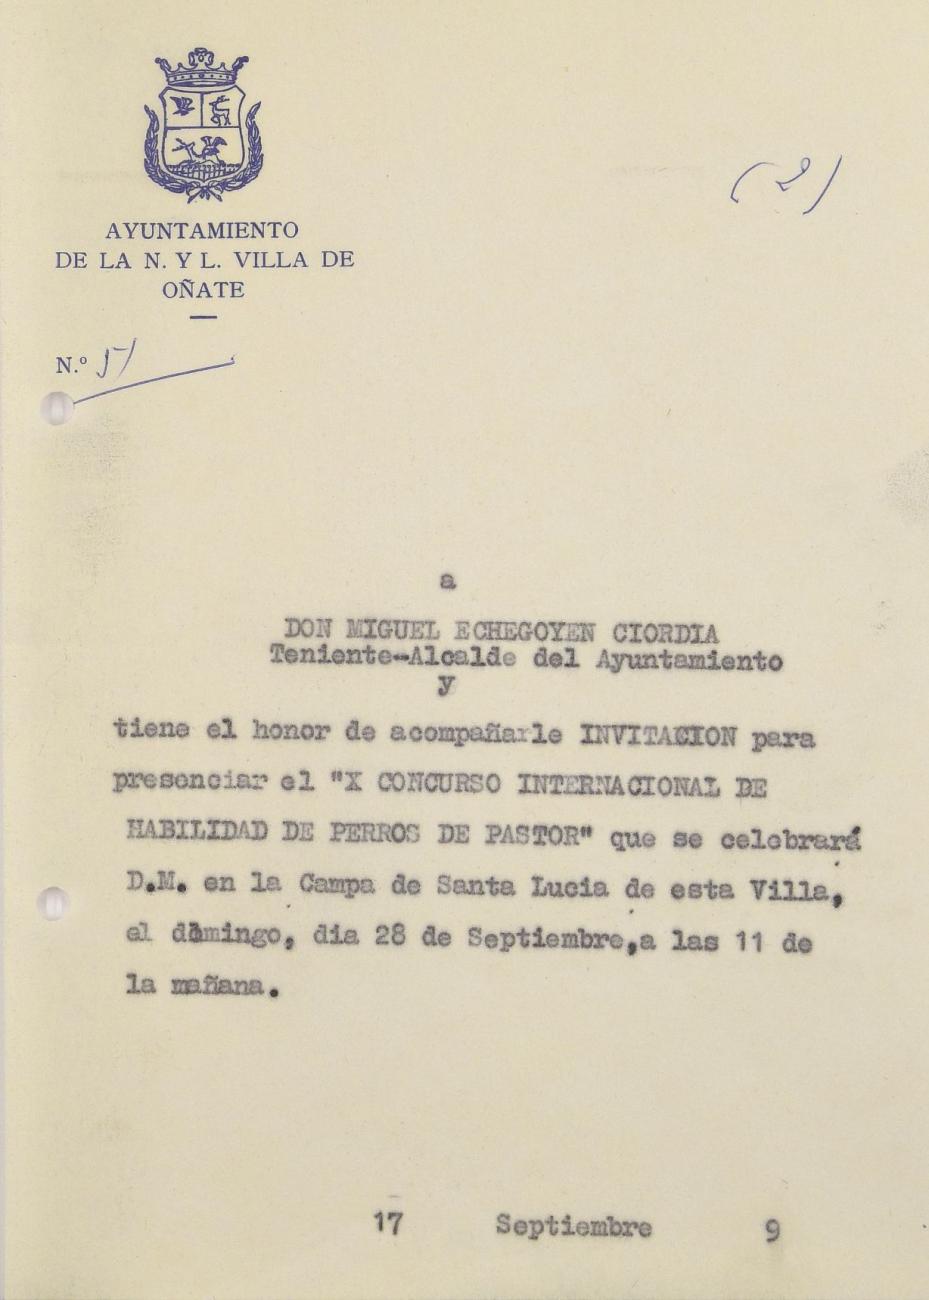 (2)
AYUNTAMIENTO
DE LA N. Y L. VILLA DE
OÑATE
N.º 51
a
DON MIGUEL ECHEGOYEN CIORDIA
Teniente-Alcalde del Ayuntamiento
y
tiene el honor de acompañarle INVITACION para
presenciar el "X CONCURSO INTERNACIONAL DE
HABILIDAD DE PERROS DE PASTOR" que se celebrará
D.M. en la Campa de Santa Lucia de esta Villa,
el domingo, dia 28 de Septiembre,a las 11 de
la mañana.
17 Septiembre 9